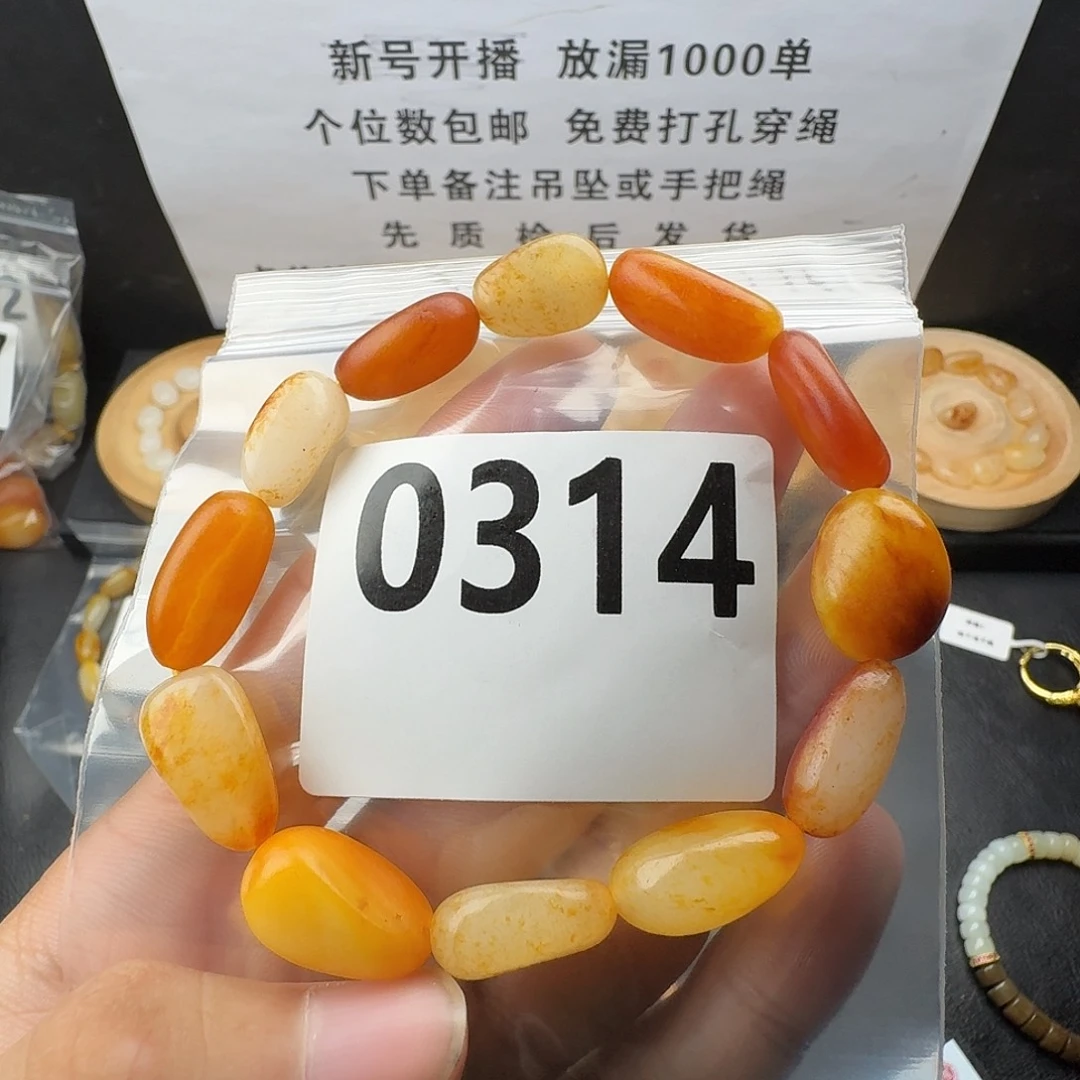 新号开播 放漏1000单
个位数包邮 免费打孔穿绳
下单备注吊坠或手把绳
先质检后发货
0314
2